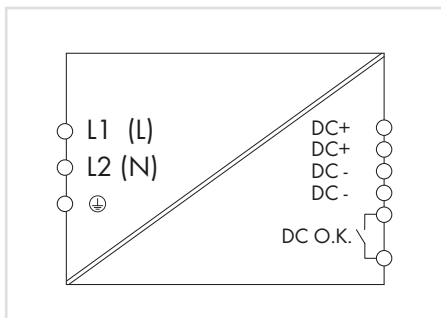 L1 (L)
L2 (N)
DC+
DC+
DC -
DC -
DC O.K.